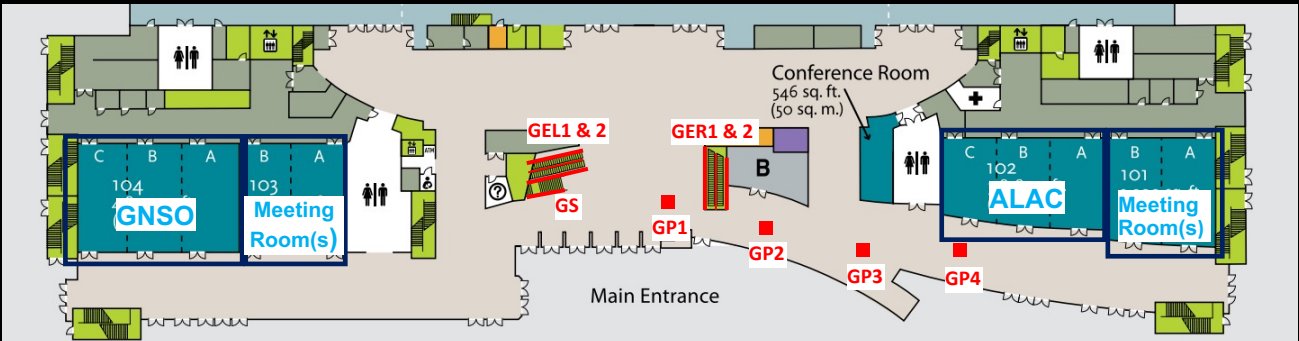 Conference Room
546 sq. ft.
(50 sq. m.)
GEL1 & 2
GER1 & 2
ATM
C B A
B A
104
103
GNSO
Meeting
Room(s)
?
GS
B
GP1
GP2
GP3
GP4
C B A
B A
102
101
ALAC
Meeting
Room(s)
Main Entrance